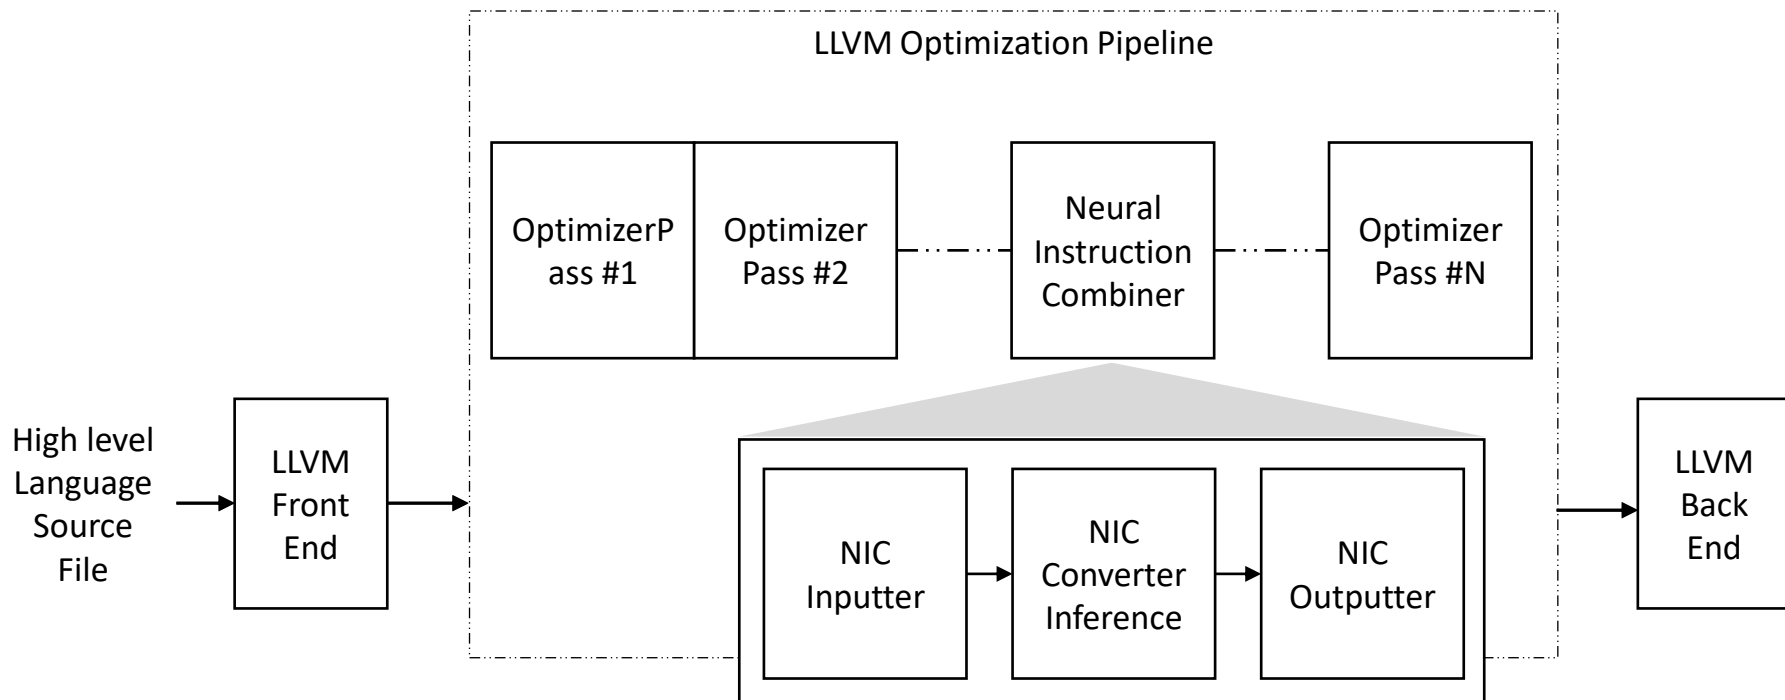 LLVM Optimization Pipeline
OptimizerP
ass #1
Optimizer
Pass #2
Neural
Instruction
Combiner
Optimizer
Pass #N
High level
Language
Source
File
LLVM
Front
End
NIC
Inputter
NIC
Converter
Inference
NIC
Outputter
LLVM
Back
End